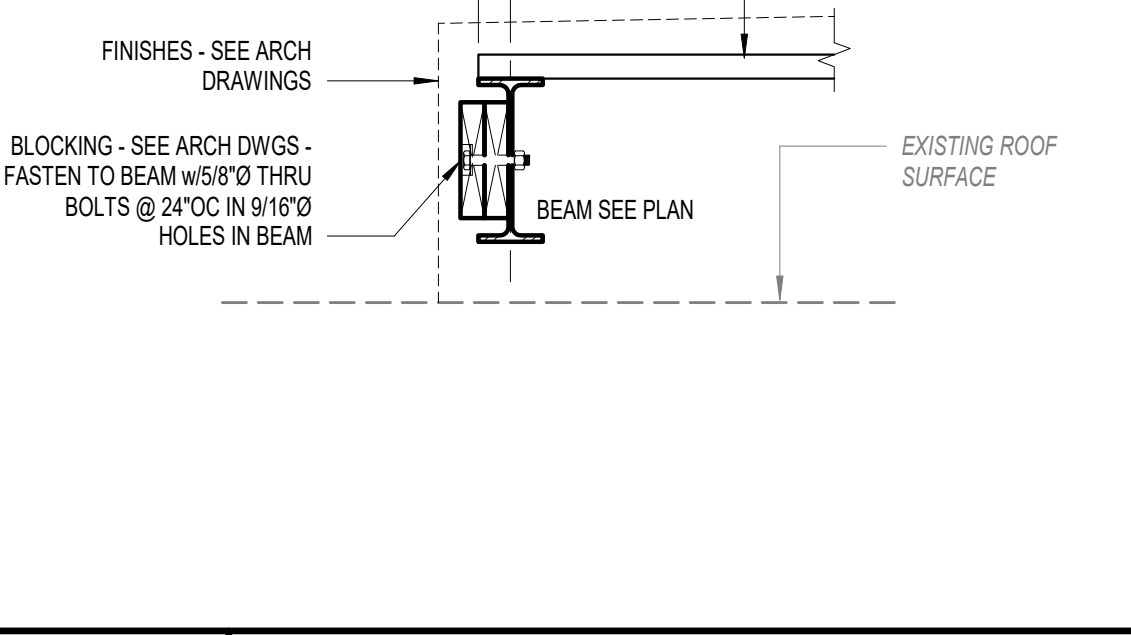 FINISHES - SEE ARCH
DRAWINGS
BLOCKING - SEE ARCH DWGS -
FASTEN TO BEAM w/5/8"Ø THRU
BOLTS @ 24"OC IN 9/16"Ø
HOLES IN BEAM
BEAM SEE PLAN
EXISTING ROOF
SURFACE